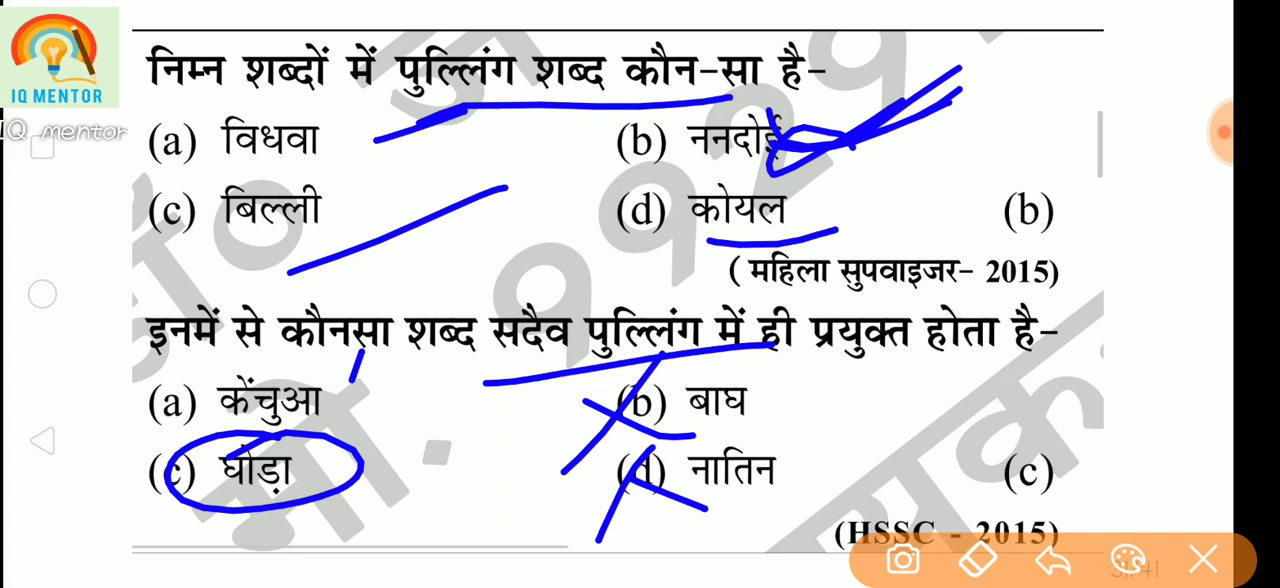 IQ MENTOR
IQ mentor
निम्न शब्दों में पुल्लिंग शब्द कौन-सा है-
(a) विधवा (b) ननदोई
(c) बिल्ली (d) कोयल (b)
( महिला सुपवाइजर- 2015)
इनमें से कौनसा शब्द सदैव पुल्लिंग में ही प्रयुक्त होता है-
(a) केंचुआ (b) बाघ
(c) घोड़ा (d) नातिन (c)
(HSSC - 2015)